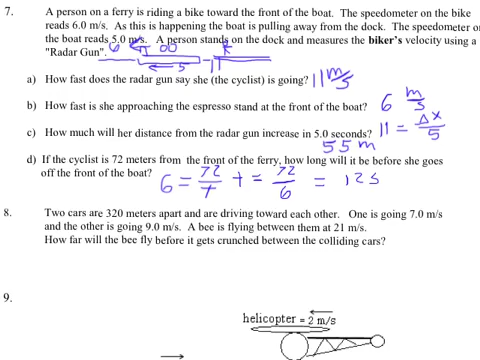 7. A person on a ferry is riding a bike toward the front of the boat. The speedometer on the bike
reads 6.0 m/s. As this is happening the boat is pulling away from the dock. The speedometer on
the boat reads 5.0 m/s. A person stands on the dock and measures the biker's velocity using a
"Radar Gun".
6
5
a) How fast does the radar gun say she (the cyclist) is going? 11 m/s
b) How fast is she approaching the espresso stand at the front of the boat? 6 m/s
c) How much will her distance from the radar gun increase in 5.0 seconds? 11 = Δx/5
55 m
d) If the cyclist is 72 meters from the front of the ferry, how long will it be before she goes
off the front of the boat? 6 = 72/t t = 72/6 = 12s
8. Two cars are 320 meters apart and are driving toward each other. One is going 7.0 m/s
and the other is going 9.0 m/s. A bee is flying between them at 21 m/s.
How far will the bee fly before it gets crunched between the colliding cars?
9.
helicopter = 2 m/s